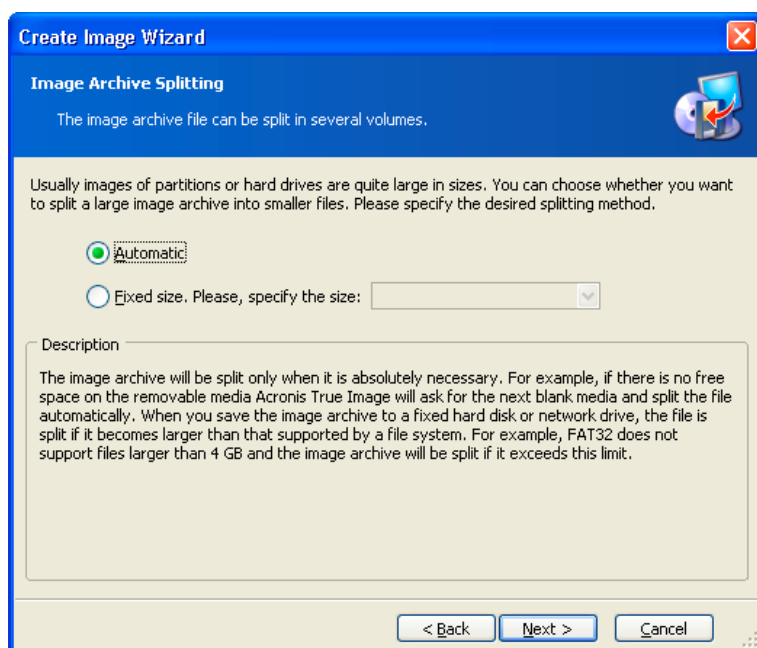 Create Image Wizard
Image Archive Splitting
The image archive file can be split in several volumes.
Usually images of partitions or hard drives are quite large in sizes. You can choose whether you want
to split a large image archive into smaller files. Please specify the desired splitting method.
Automatic
Fixed size. Please, specify the size:
Description
The image archive will be split only when it is absolutely necessary. For example, if there is no free
space on the removable media Acronis True Image will ask for the next blank media and split the file
automatically. When you save the image archive to a fixed hard disk or network drive, the file is
split if it becomes larger than that supported by a file system. For example, FAT32 does not
support files larger than 4 GB and the image archive will be split if it exceeds this limit.
< Back Next > Cancel